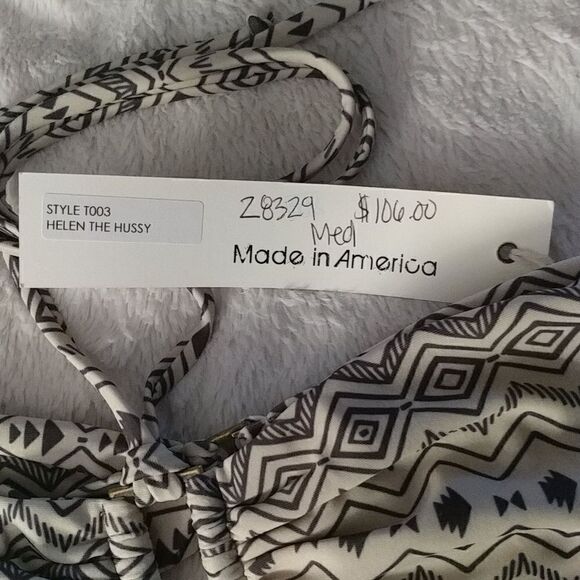 STYLE T003
HELEN THE HUSSY
28329 $106.00
Med
Made in America